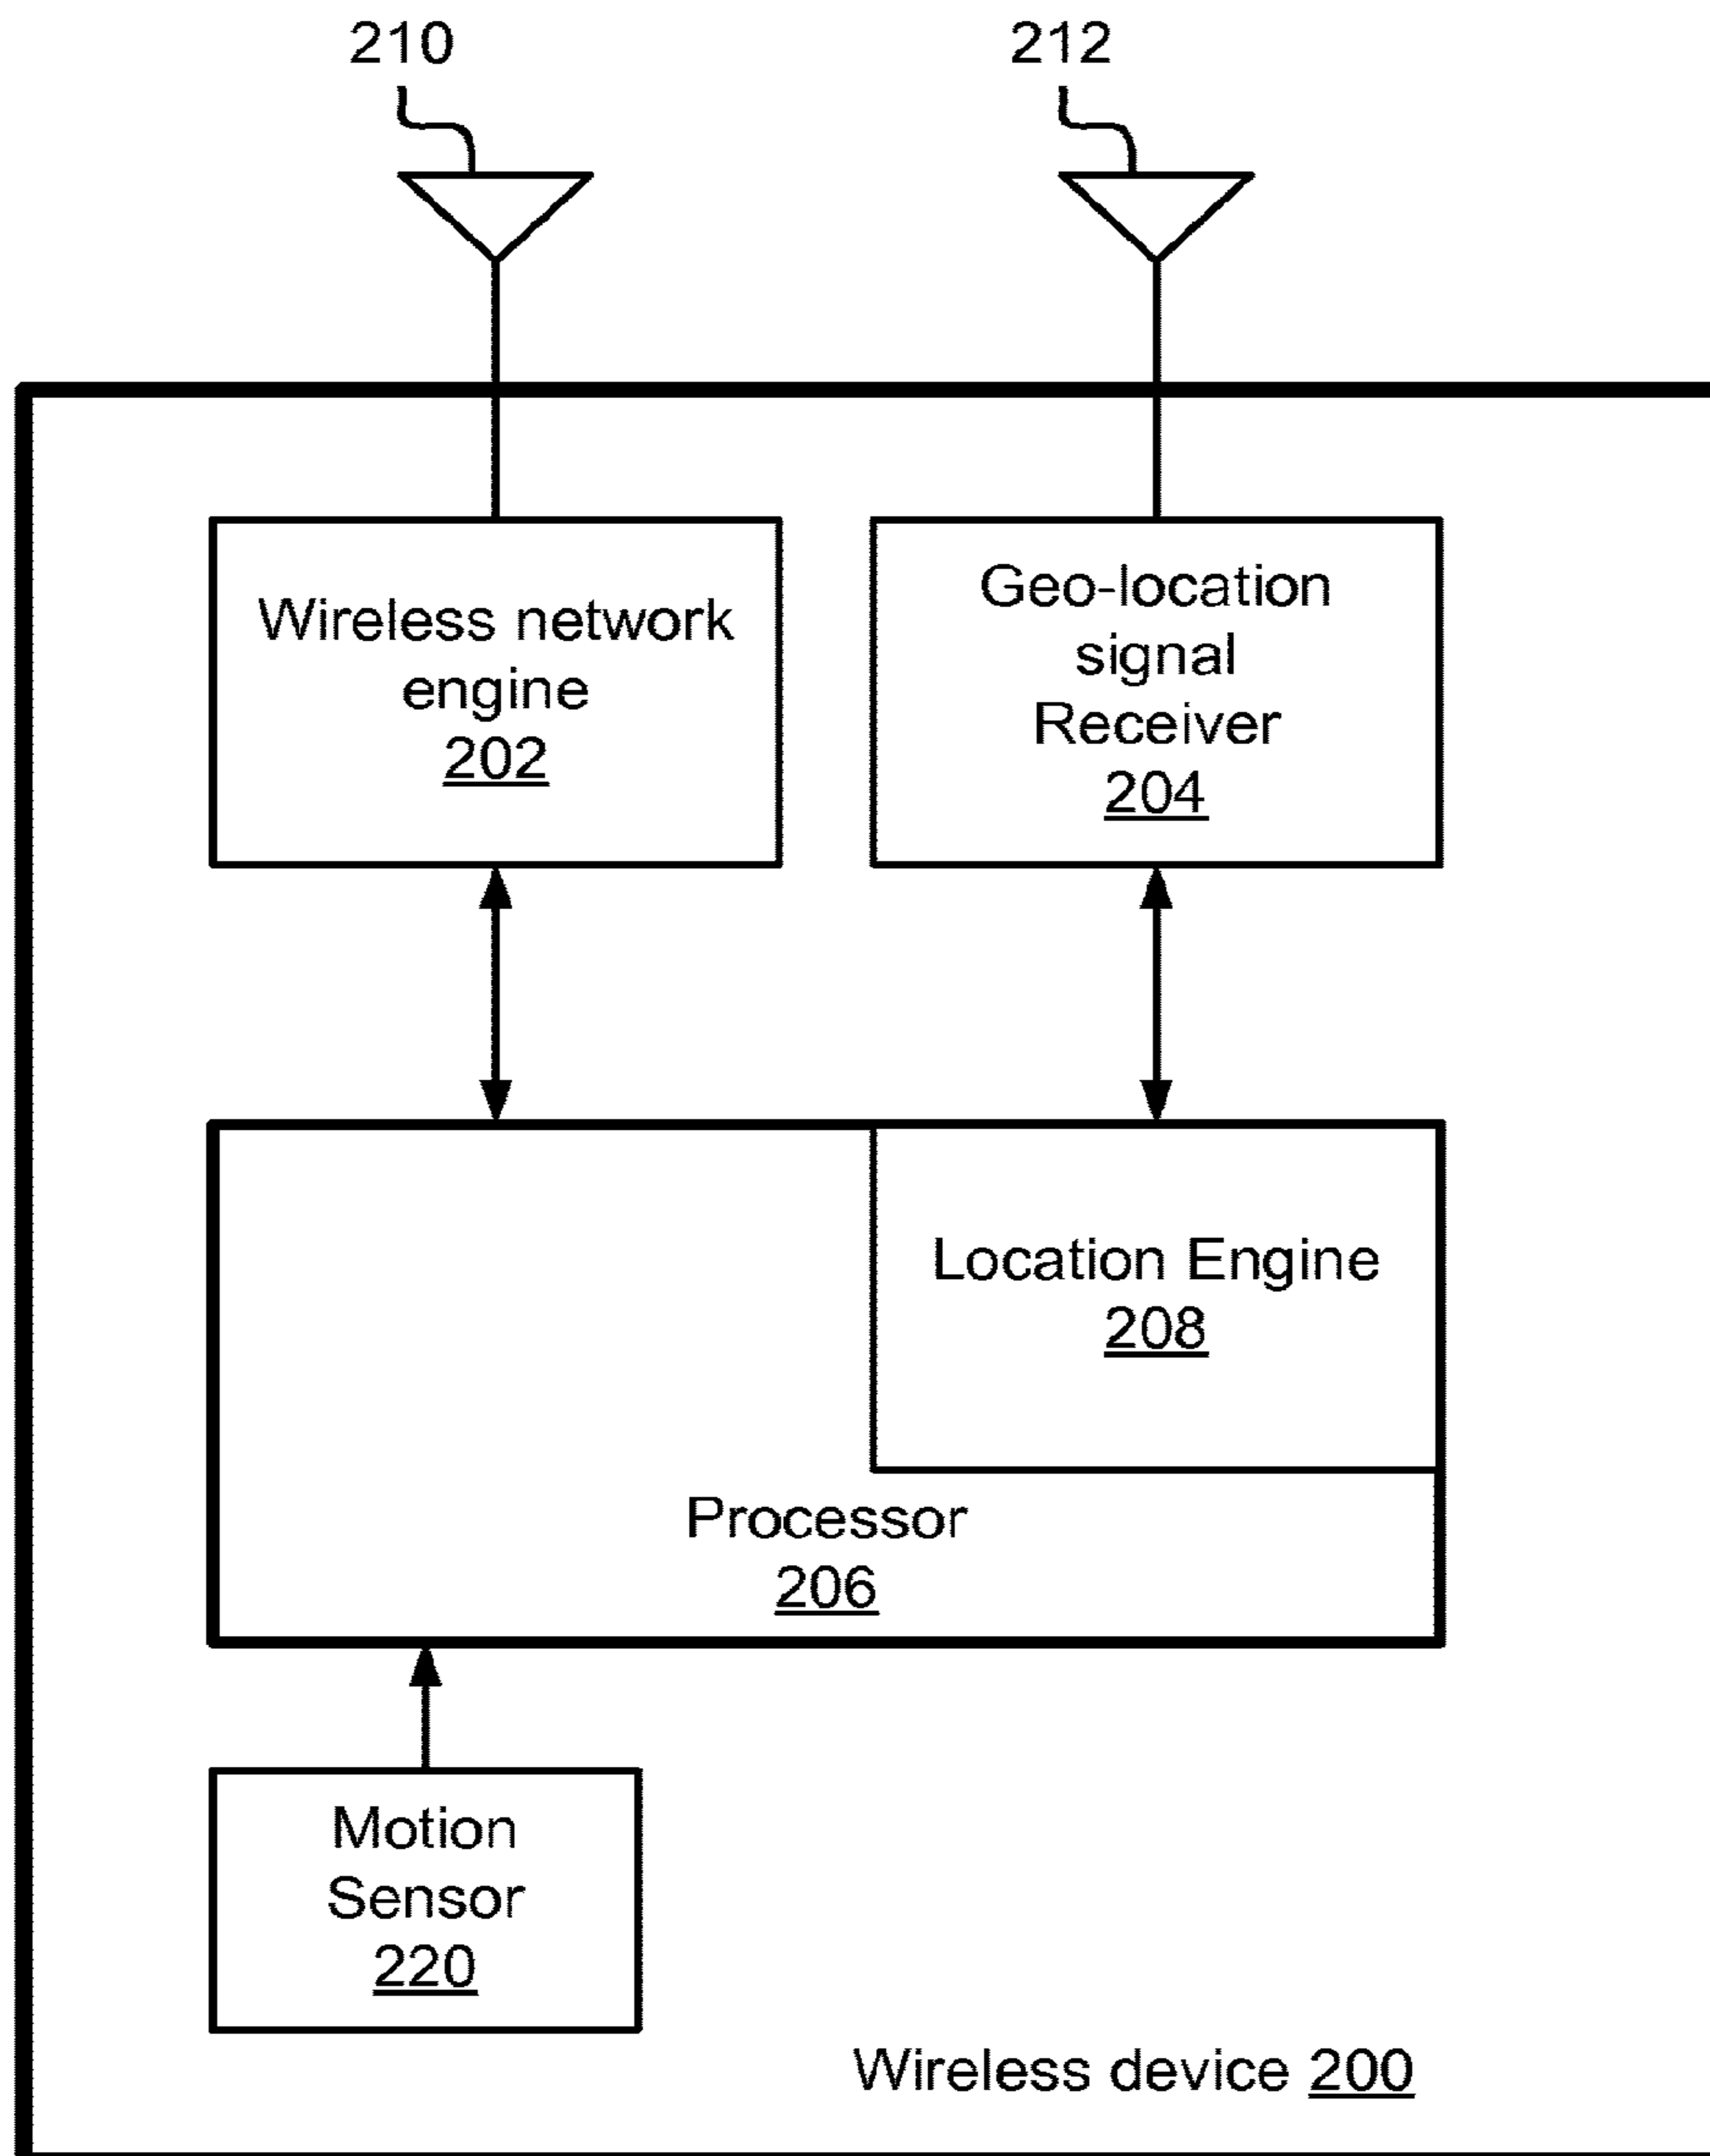 210
212
Wireless network
engine
202
Geo-location
signal
Receiver
204
Location Engine
208
Processor
206
Motion
Sensor
220
Wireless device 200